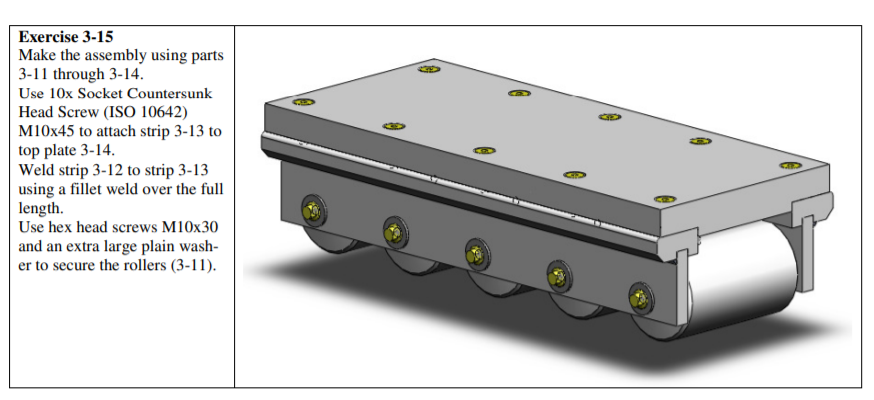 Exercise 3-15
Make the assembly using parts
3-11 through 3-14.
Use 10x Socket Countersunk
Head Screw (ISO 10642)
M10x45 to attach strip 3-13 to
top plate 3-14.
Weld strip 3-12 to strip 3-13
using a fillet weld over the full
length.
Use hex head screws M10x30
and an extra large plain wash-
er to secure the rollers (3-11).